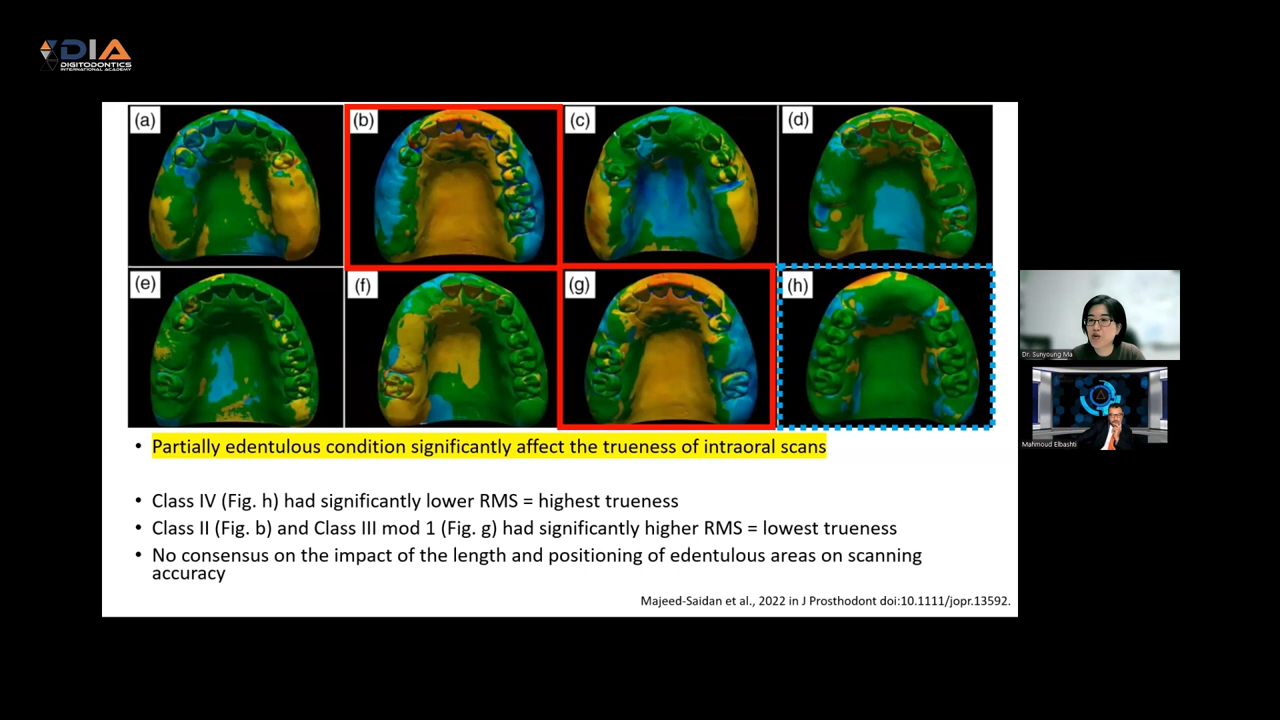 DIA
DIGITODONTICS
INTERNATIONAL ACADEMY
(a)
(b)
(c)
(d)
(e)
(f)
(g)
(h)
• Partially edentulous condition significantly affect the trueness of intraoral scans
• Class IV (Fig. h) had significantly lower RMS = highest trueness
• Class II (Fig. b) and Class III mod 1 (Fig. g) had significantly higher RMS = lowest trueness
• No consensus on the impact of the length and positioning of edentulous areas on scanning
accuracy
Majeed-Saidan et al., 2022 in J Prosthodont doi:10.1111/jopr.13592.
Dr. Sunyoung Ma
Mahmoud Elbashti